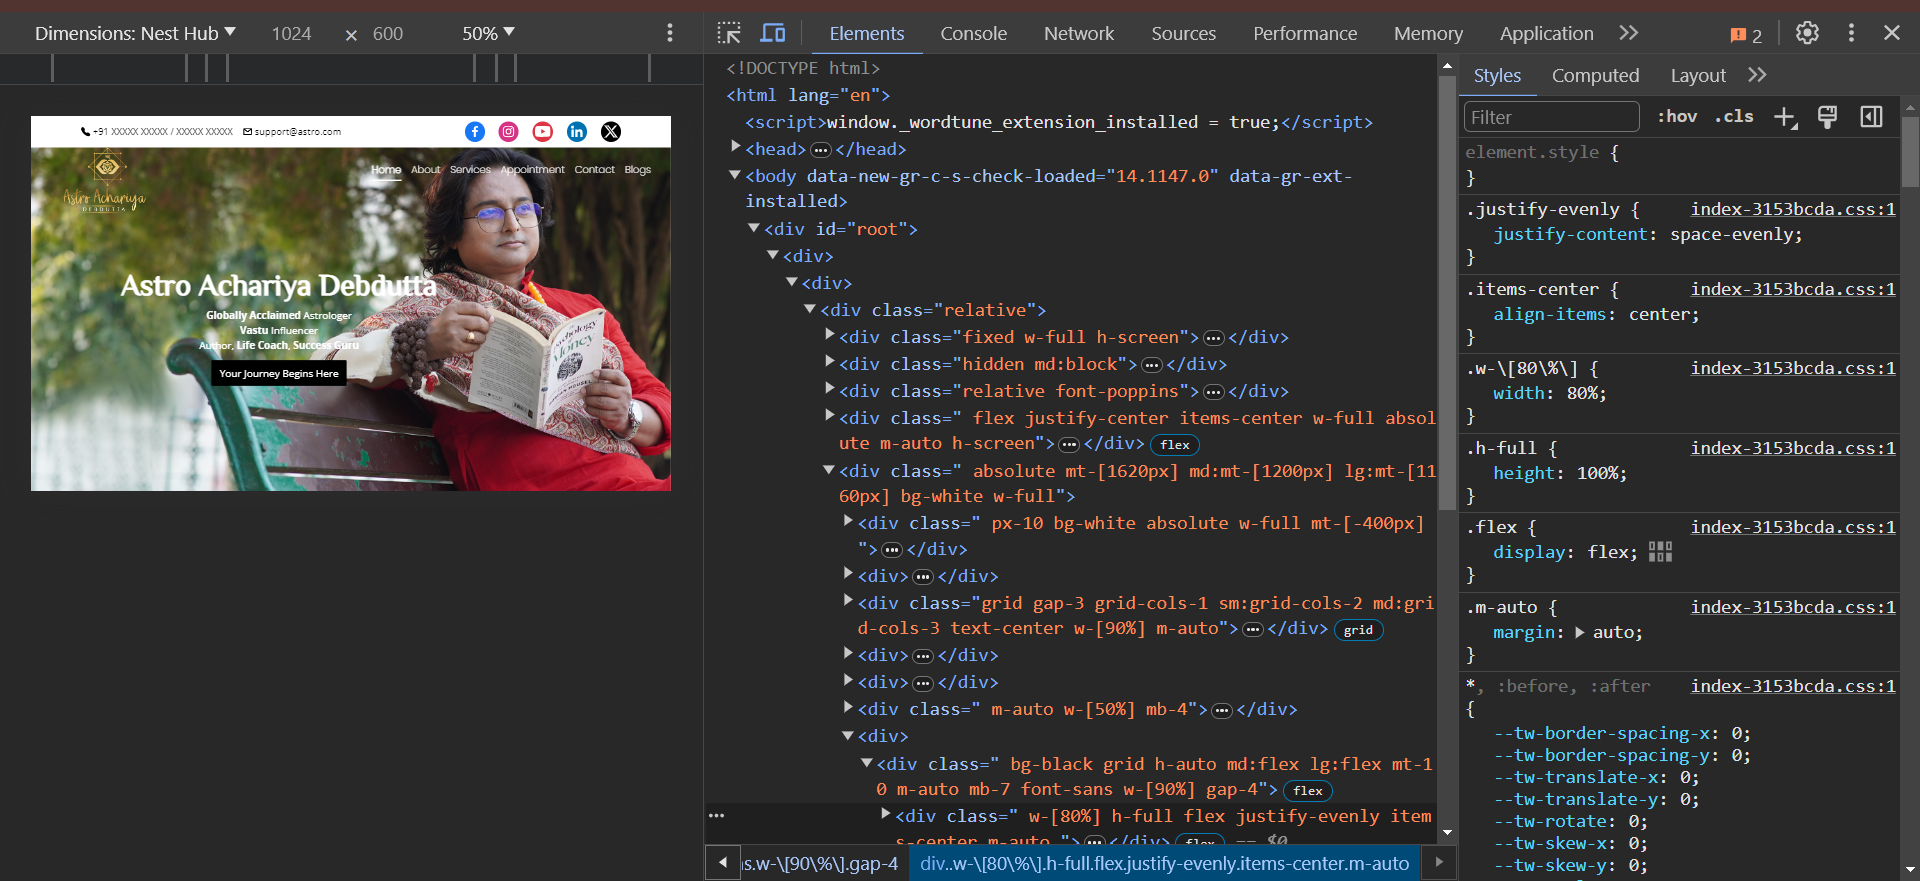 Dimensions: Nest Hub ▼ 1024 × 600 50% ▼
Elements Console Network Sources Performance Memory Application 2
+91 XXXXX XXXXX / XXXXX XXXXX support@astro.com
Astro Achariya
DEBDUTTA
Home About Services Appointment Contact Blogs
Astro Achariya Debdutta
Globally Acclaimed Astrologer
Vastu Influencer
Author, Life Coach, Success Guru
Your Journey Begins Here
Psychology
Money
<!DOCTYPE html>
<html lang="en">
<script>window._wordtune_extension_installed = true;</script>
▶<head>…</head>
▼<body data-new-gr-c-s-check-loaded="14.1147.0" data-gr-ext-
installed>
▼<div id="root">
▼<div>
▼<div>
▼<div class="relative">
▶<div class="fixed w-full h-screen">…</div>
▶<div class="hidden md:block">…</div>
▶<div class="relative font-poppins">…</div>
▶<div class=" flex justify-center items-center w-full absol
ute m-auto h-screen">…</div> flex
▼<div class=" absolute mt-[1620px] md:mt-[1200px] lg:mt-[11
60px] bg-white w-full">
▶<div class=" px-10 bg-white absolute w-full mt-[-400px]
">…</div>
▶<div>…</div>
▶<div class="grid gap-3 grid-cols-1 sm:grid-cols-2 md:gri
d-cols-3 text-center w-[90%] m-auto">…</div> grid
▶<div>…</div>
▶<div>…</div>
▶<div class=" m-auto w-[50%] mb-4">…</div>
▼<div>
▼<div class=" bg-black grid h-auto md:flex lg:flex mt-1
0 m-auto mb-7 font-sans w-[90%] gap-4"> flex
▶<div class=" w-[80%] h-full flex justify-evenly item
s-center m-auto ">…</div> flex == $0
ıs.w-\[90\%\].gap-4 div..w-\[80\%\].h-full.flex.justify-evenly.items-center.m-auto
Styles Computed Layout
Filter :hov .cls
element.style {
}
.justify-evenly { index-3153bcda.css:1
justify-content: space-evenly;
}
.items-center { index-3153bcda.css:1
align-items: center;
}
.w-\[80\%\] { index-3153bcda.css:1
width: 80%;
}
.h-full { index-3153bcda.css:1
height: 100%;
}
.flex { index-3153bcda.css:1
display: flex;
}
.m-auto { index-3153bcda.css:1
margin: ▶ auto;
}
*, :before, :after index-3153bcda.css:1
{
--tw-border-spacing-x: 0;
--tw-border-spacing-y: 0;
--tw-translate-x: 0;
--tw-translate-y: 0;
--tw-rotate: 0;
--tw-skew-x: 0;
--tw-skew-y: 0;